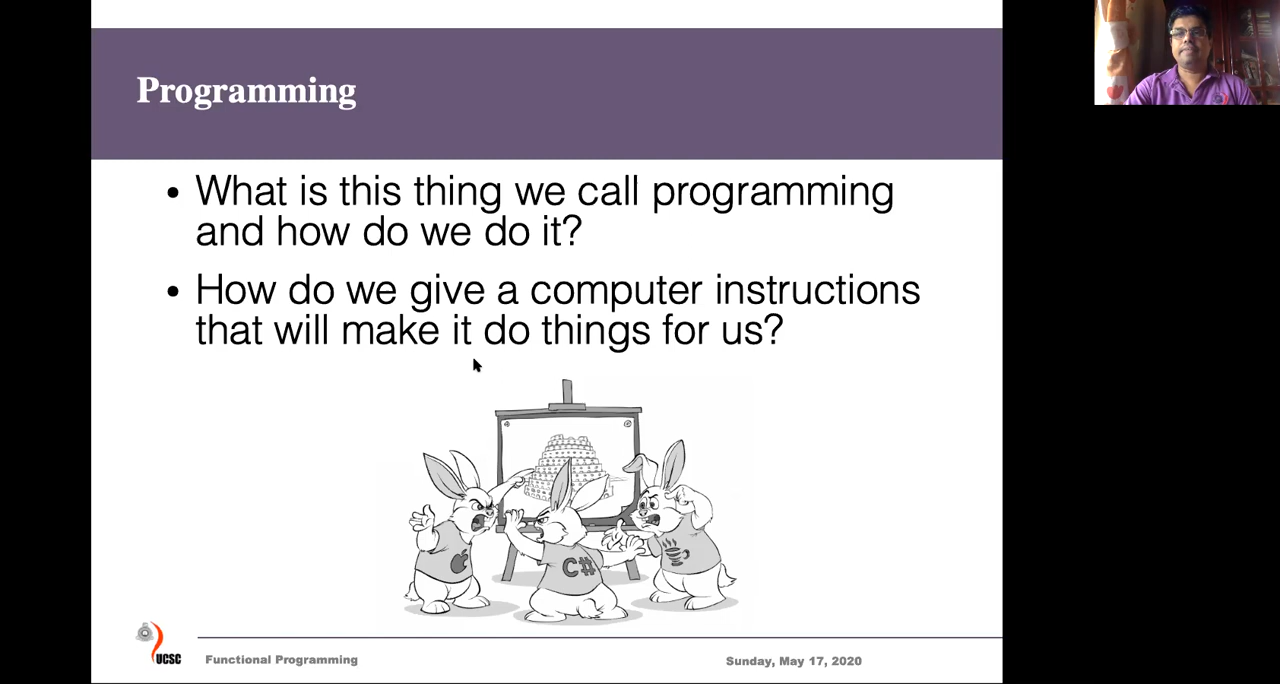 Programming
• What is this thing we call programming
and how do we do it?
• How do we give a computer instructions
that will make it do things for us?
C#
UCSC
Functional Programming
Sunday, May 17, 2020